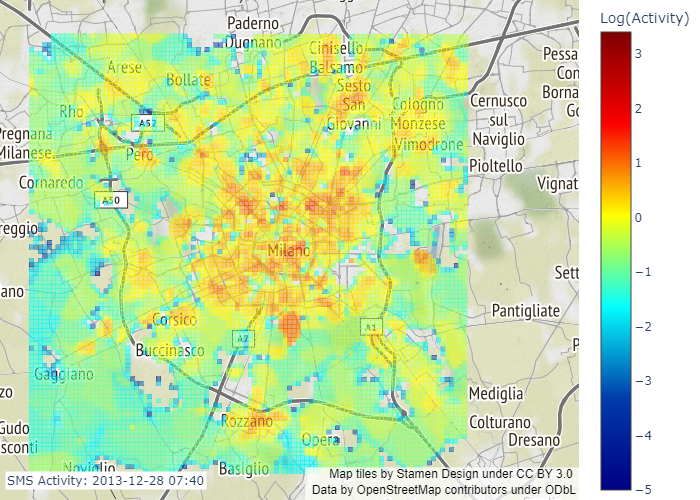 Log(Activity)
3
2
1
0
−1
−2
−3
−4
−5
Paderno
Dugnano
Cinisello
Balsamo
Arese
Bollate
Sesto
San
Giovanni
Cologno
Monzese
Vimodrone
Pessa
Con
Borna
Go
Cernusco
sul
Naviglio
Rho
A52
Pregnana
Milanese
Pero
Pioltello
Cornaredo
A50
Vignat
reggio
Milano
Sett
ano
Pantigliate
Corsico
A7
A1
Buccinasco
P
Gaggiano
zo
Mediglia
Rozzano
Colturano
Gudo
sconti
Opera
Dresano
Noviglio
Basiglio
SMS Activity: 2013-12-28 07:40
Map tiles by Stamen Design under CC BY 3.0
Data by OpenStreetMap contributors under ODbL